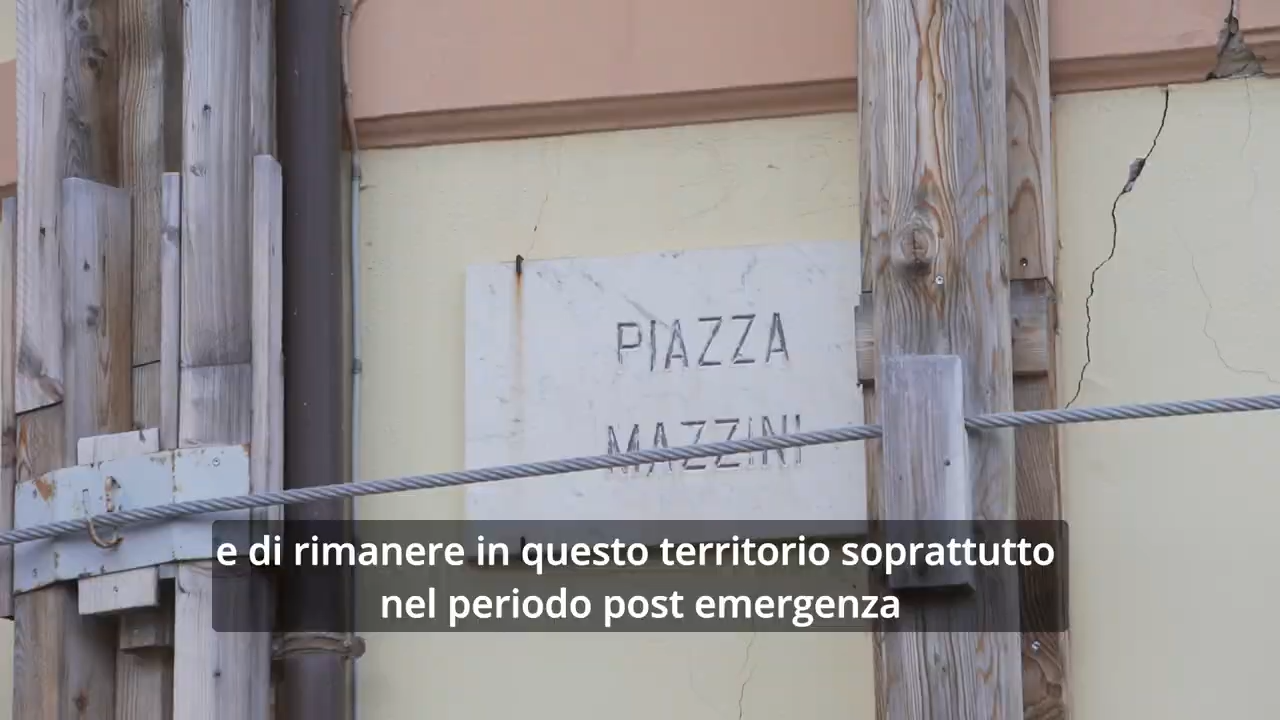 PIAZZA
MAZZINI
e di rimanere in questo territorio soprattutto
nel periodo post emergenza